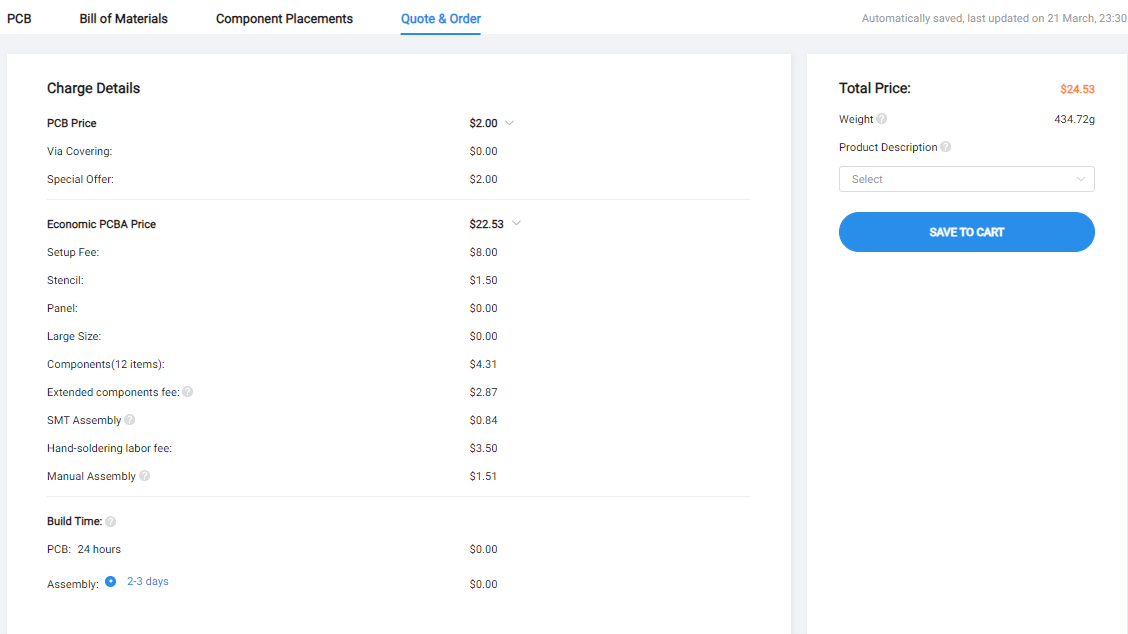 PCB Bill of Materials Component Placements Quote & Order Automatically saved, last updated on 21 March, 23:30
Charge Details
PCB Price $2.00
Via Covering: $0.00
Special Offer: $2.00
Economic PCBA Price $22.53
Setup Fee: $8.00
Stencil: $1.50
Panel: $0.00
Large Size: $0.00
Components(12 items): $4.31
Extended components fee: ? $2.87
SMT Assembly ? $0.84
Hand-soldering labor fee: $3.50
Manual Assembly ? $1.51
Build Time: ?
PCB: 24 hours $0.00
Assembly: 2-3 days $0.00
Total Price: $24.53
Weight ? 434.72g
Product Description ?
Select
SAVE TO CART